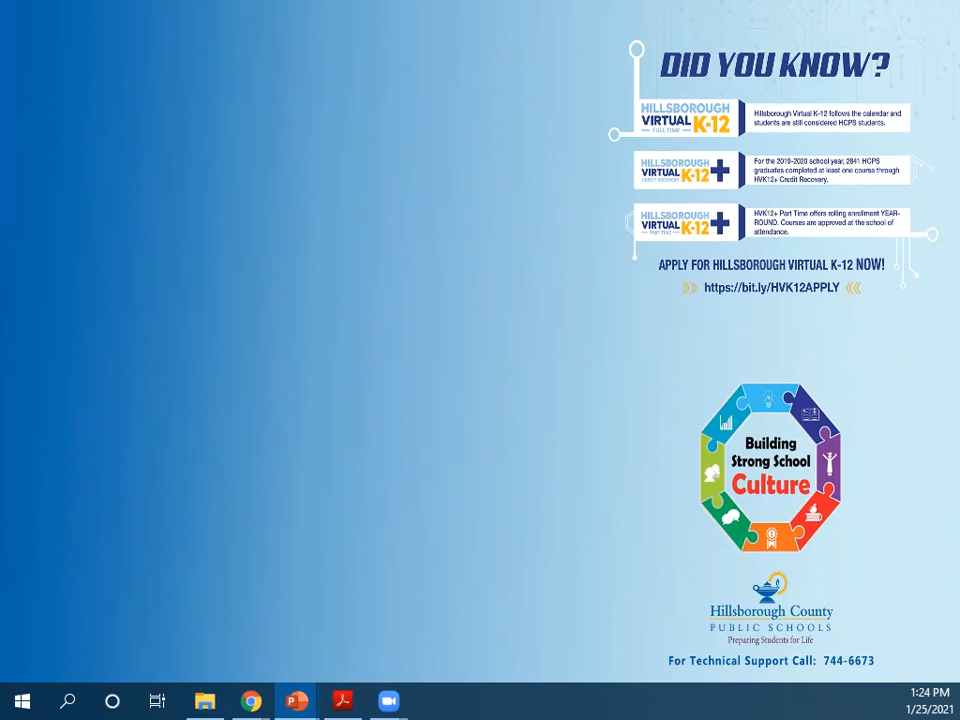 DID YOU KNOW?
HILLSBOROUGH
VIRTUAL K-12
FULL TIME
Hillsborough Virtual K-12 follows the calendar and
students are still considered HCPS students.
HILLSBOROUGH
VIRTUAL K-12+
CREDIT RECOVERY
For the 2019-2020 school year, 2841 HCPS
graduates completed at least one course through
HVK12+ Credit Recovery.
HILLSBOROUGH
VIRTUAL K-12+
PART TIME
HVK12+ Part Time offers rolling enrollment YEAR-
ROUND. Courses are approved at the school of
attendance.
APPLY FOR HILLSBOROUGH VIRTUAL K-12 NOW!
https://bit.ly/HVK12APPLY
Building
Strong School
Culture
Hillsborough County
PUBLIC SCHOOLS
Preparing Students for Life
For Technical Support Call: 744-6673
1:24 PM
1/25/2021